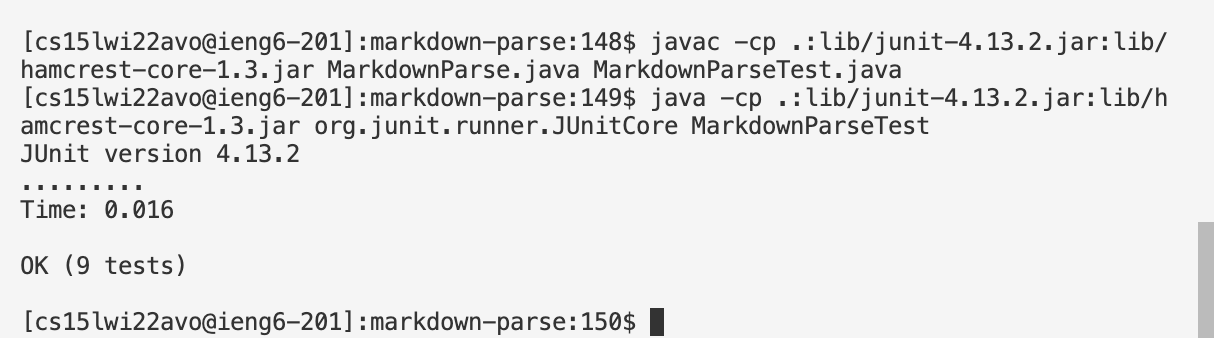 [cs15lwi22avo@ieng6-201]:markdown-parse:148$ javac -cp .:lib/junit-4.13.2.jar:lib/
hamcrest-core-1.3.jar MarkdownParse.java MarkdownParseTest.java
[cs15lwi22avo@ieng6-201]:markdown-parse:149$ java -cp .:lib/junit-4.13.2.jar:lib/h
amcrest-core-1.3.jar org.junit.runner.JUnitCore MarkdownParseTest
JUnit version 4.13.2
.........
Time: 0.016
OK (9 tests)
[cs15lwi22avo@ieng6-201]:markdown-parse:150$